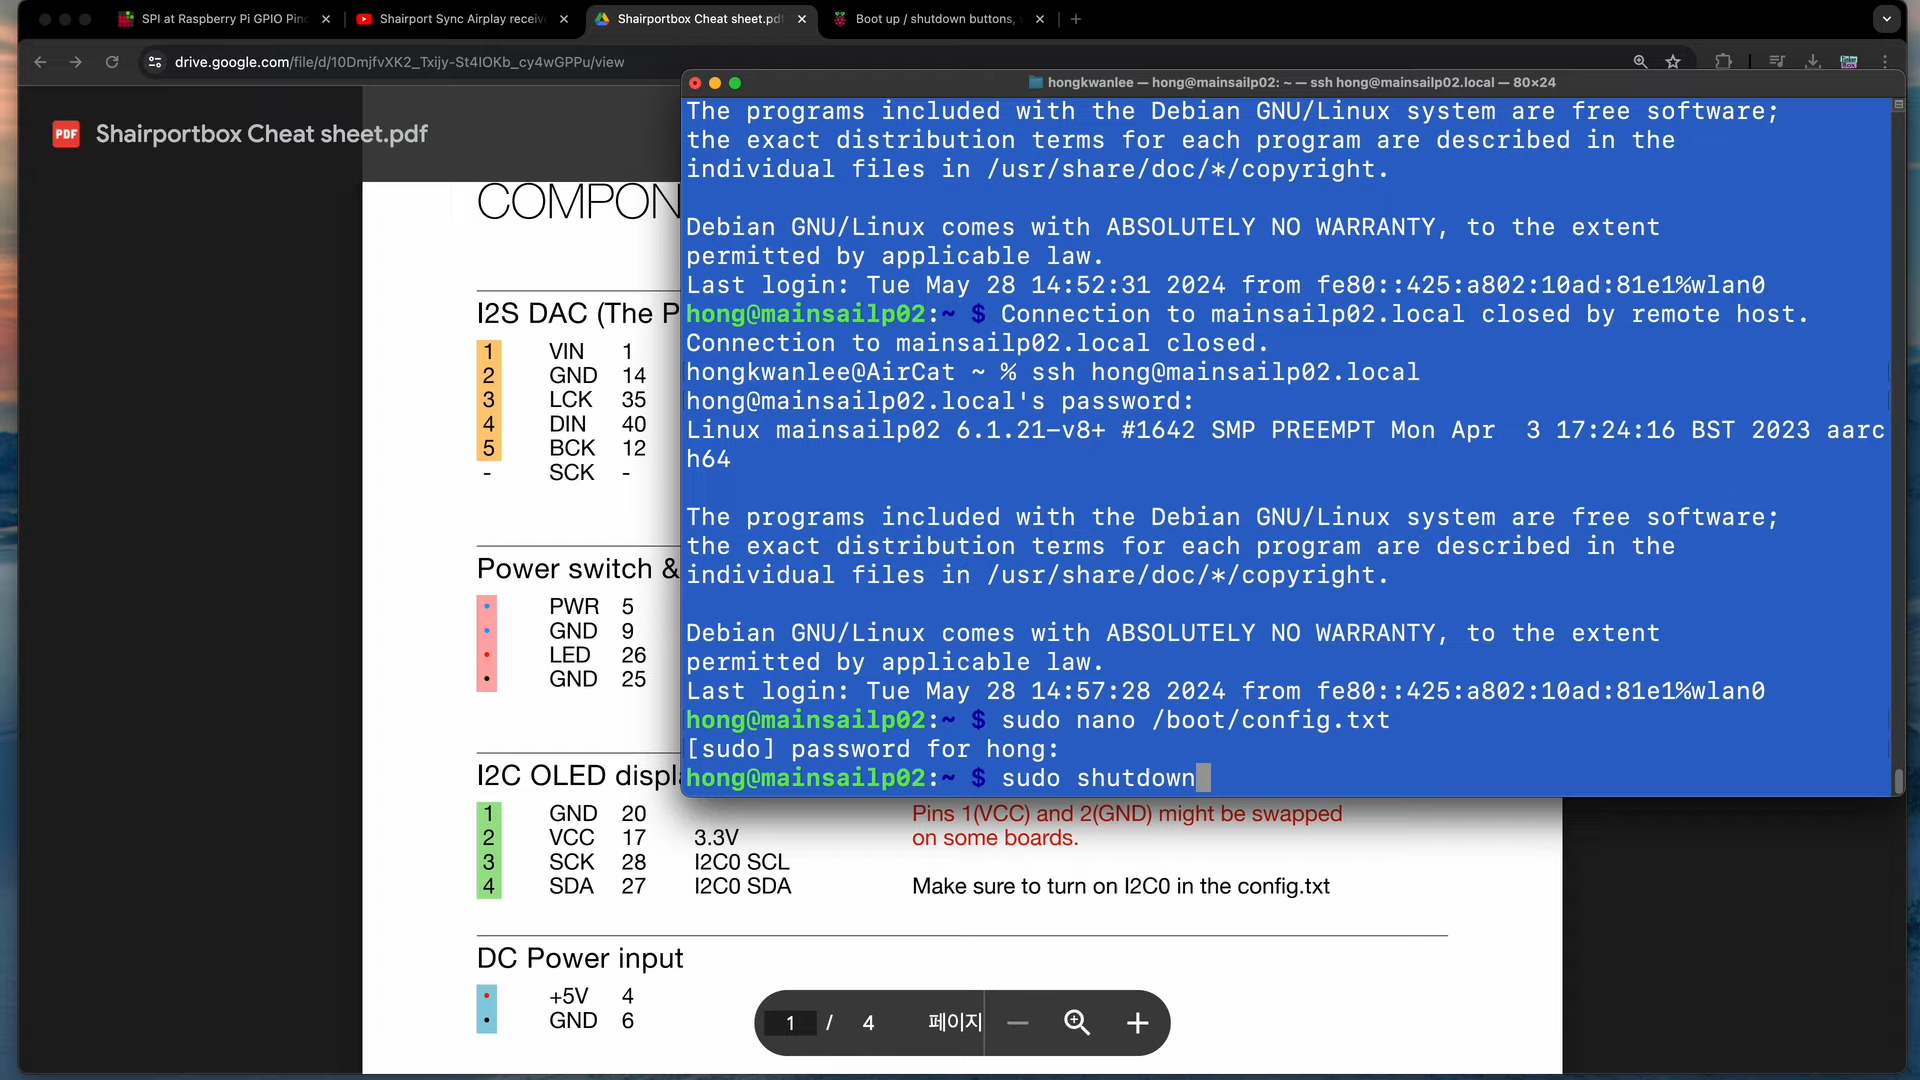 SPI at Raspberry Pi GPIO Pino
Shairport Sync Airplay receive
Shairportbox Cheat sheet.pdf
Boot up / shutdown buttons,
drive.google.com/file/d/10DmjfvXK2_Txijy-St4IOKb_cy4wGPPu/view
PDF
Shairportbox Cheat sheet.pdf
hongkwanlee — hong@mainsailp02: ~ — ssh hong@mainsailp02.local — 80×24
The programs included with the Debian GNU/Linux system are free software;
the exact distribution terms for each program are described in the
individual files in /usr/share/doc/*/copyright.
Debian GNU/Linux comes with ABSOLUTELY NO WARRANTY, to the extent
permitted by applicable law.
Last login: Tue May 28 14:52:31 2024 from fe80::425:a802:10ad:81e1%wlan0
hong@mainsailp02:~ $ Connection to mainsailp02.local closed by remote host.
Connection to mainsailp02.local closed.
hongkwanlee@AirCat ~ % ssh hong@mainsailp02.local
hong@mainsailp02.local's password:
Linux mainsailp02 6.1.21-v8+ #1642 SMP PREEMPT Mon Apr  3 17:24:16 BST 2023 aarc
h64
The programs included with the Debian GNU/Linux system are free software;
the exact distribution terms for each program are described in the
individual files in /usr/share/doc/*/copyright.
Debian GNU/Linux comes with ABSOLUTELY NO WARRANTY, to the extent
permitted by applicable law.
Last login: Tue May 28 14:57:28 2024 from fe80::425:a802:10ad:81e1%wlan0
hong@mainsailp02:~ $ sudo nano /boot/config.txt
[sudo] password for hong:
hong@mainsailp02:~ $ sudo shutdown
COMPON
I2S DAC (The P
1 VIN 1
2 GND 14
3 LCK 35
4 DIN 40
5 BCK 12
- SCK -
Power switch &
PWR 5
GND 9
LED 26
GND 25
I2C OLED displ
1 GND 20
2 VCC 17 3.3V
3 SCK 28 I2C0 SCL
4 SDA 27 I2C0 SDA
Pins 1(VCC) and 2(GND) might be swapped
on some boards.
Make sure to turn on I2C0 in the config.txt
DC Power input
+5V 4
GND 6
1 / 4 페이지